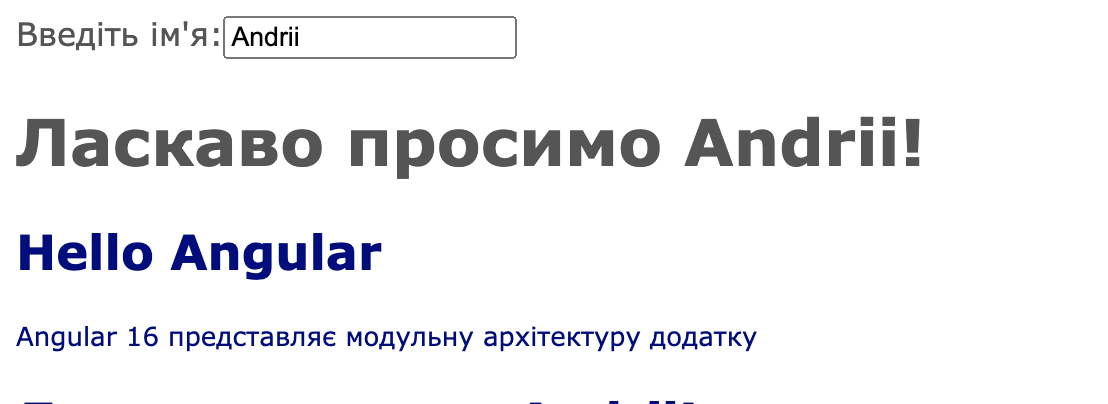 Введіть ім'я: Andrii
Ласкаво просимо Andrii!
Hello Angular
Angular 16 представляє модульну архітектуру додатку